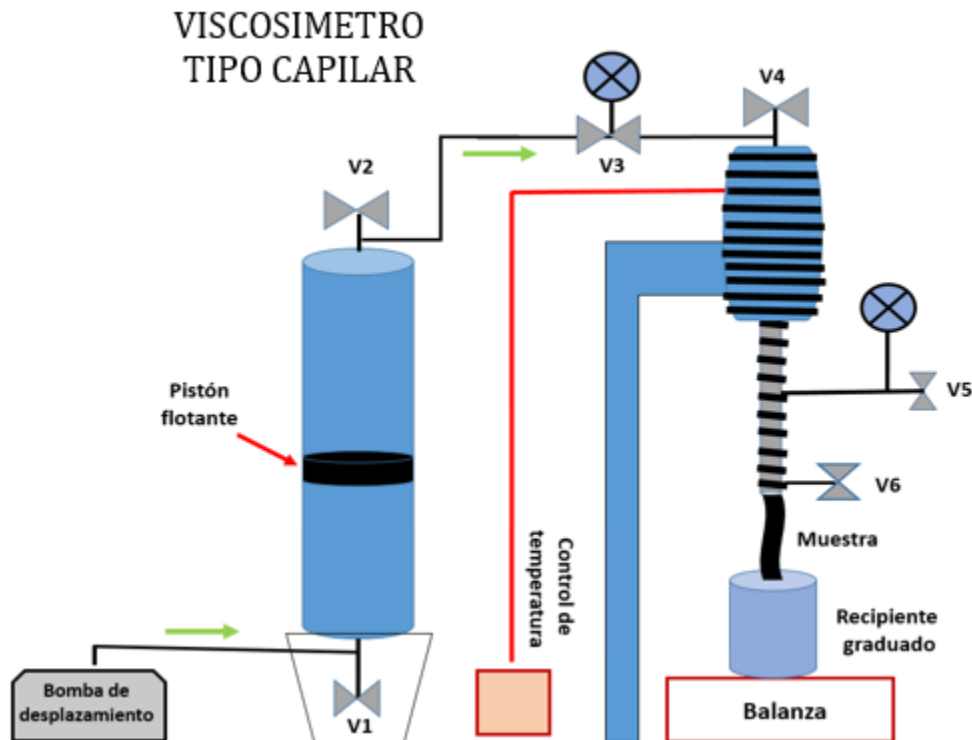 VISCOSIMETRO
TIPO CAPILAR
V4
V3
V2
V5
Pistón
flotante
V6
Control de
temperatura
Muestra
Recipiente
graduado
Bomba de
desplazamiento
V1
Balanza